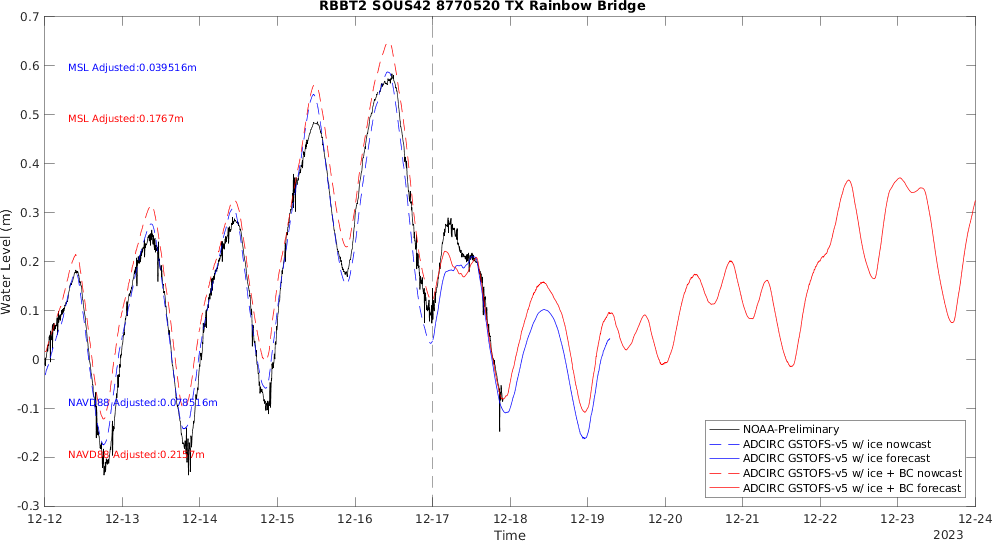 RBBT2 SOUS42 8770520 TX Rainbow Bridge
0.7
0.6
0.5
0.4
0.3
0.2
0.1
0
-0.1
-0.2
-0.3
Water Level (m)
MSL Adjusted:0.039516m
MSL Adjusted:0.1767m
NAVD88 Adjusted:0.078516m
NAVD88 Adjusted:0.2157m
NOAA-Preliminary
ADCIRC GSTOFS-v5 w/ ice nowcast
ADCIRC GSTOFS-v5 w/ ice forecast
ADCIRC GSTOFS-v5 w/ ice + BC nowcast
ADCIRC GSTOFS-v5 w/ ice + BC forecast
12-12 12-13 12-14 12-15 12-16 12-17 12-18 12-19 12-20 12-21 12-22 12-23 12-24
Time
2023